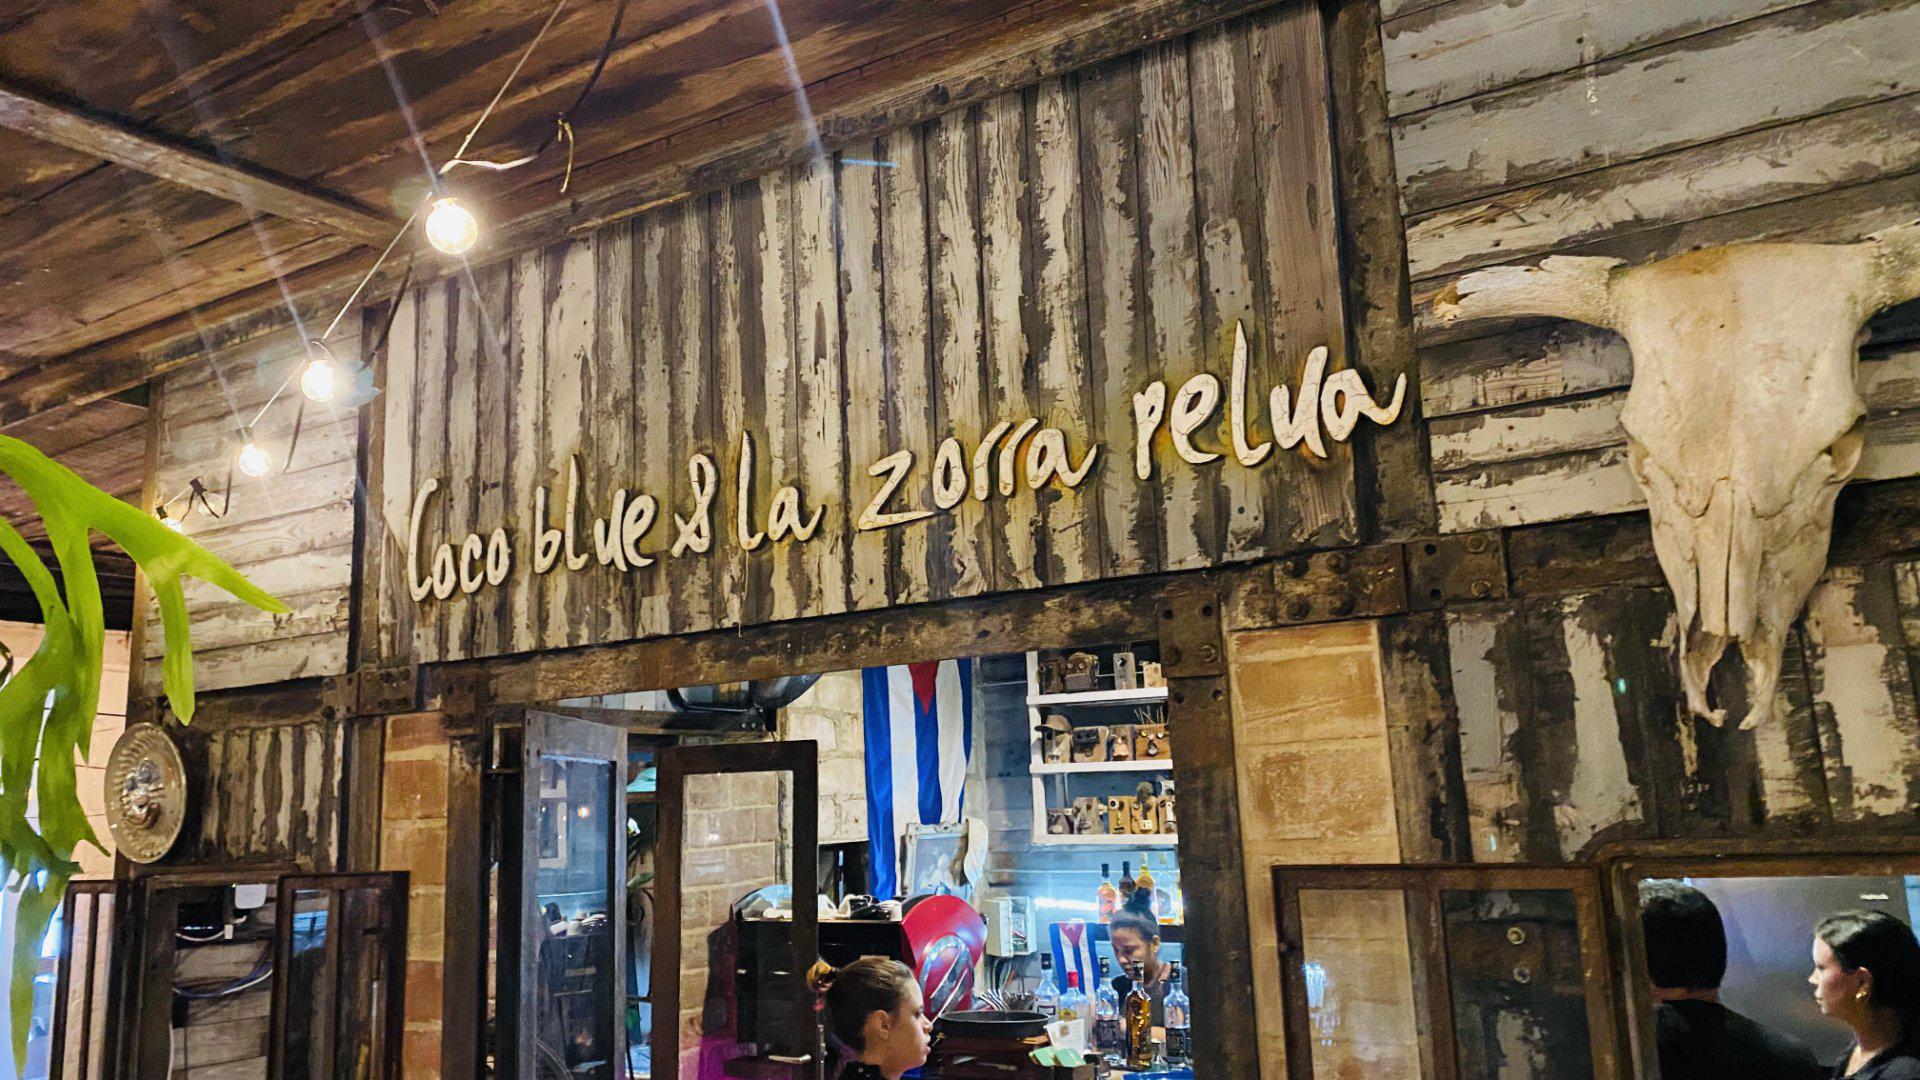 Coco blue & la zorra pelua